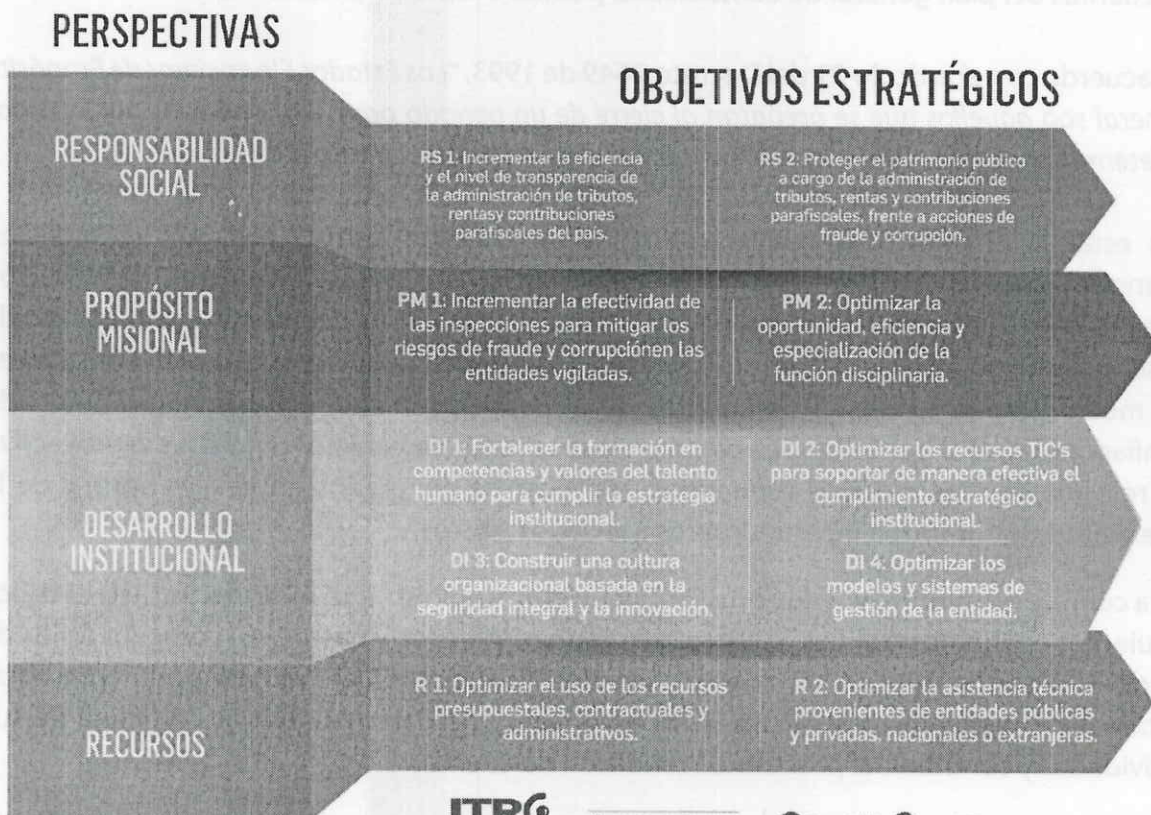 PERSPECTIVAS
OBJETIVOS ESTRATÉGICOS
RESPONSABILIDAD
SOCIAL
RS 1: Incrementar la eficiencia
y el nivel de transparencia de
la administración de tributos,
rentasy contribuciones
parafiscales del país.
RS 2: Proteger el patrimonio público
a cargo de la administración de
tributos, rentas y contribuciones
parafiscales, frente a acciones de
fraude y corrupción.
PROPÓSITO
MISIONAL
PM 1: Incrementar la efectividad de
las inspecciones para mitigar los
riesgos de fraude y corrupciónen las
entidades vigiladas.
PM 2: Optimizar la
oportunidad, eficiencia y
especialización de la
función disciplinaria.
DESARROLLO
INSTITUCIONAL
DI 1: Fortalecer la formación en
competencias y valores del talento
humano para cumplir la estrategia
institucional.
DI 2: Optimizar los recursos TIC's
para soportar de manera efectiva el
cumplimiento estratégico
institucional.
DI 3: Construir una cultura
organizacional basada en la
seguridad integral y la innovación.
DI 4: Optimizar los
modelos y sistemas de
gestión de la entidad.
RECURSOS
R 1: Optimizar el uso de los recursos
presupuestales, contractuales y
administrativos.
R 2: Optimizar la asistencia técnica
provenientes de entidades públicas
y privadas, nacionales o extranjeras.